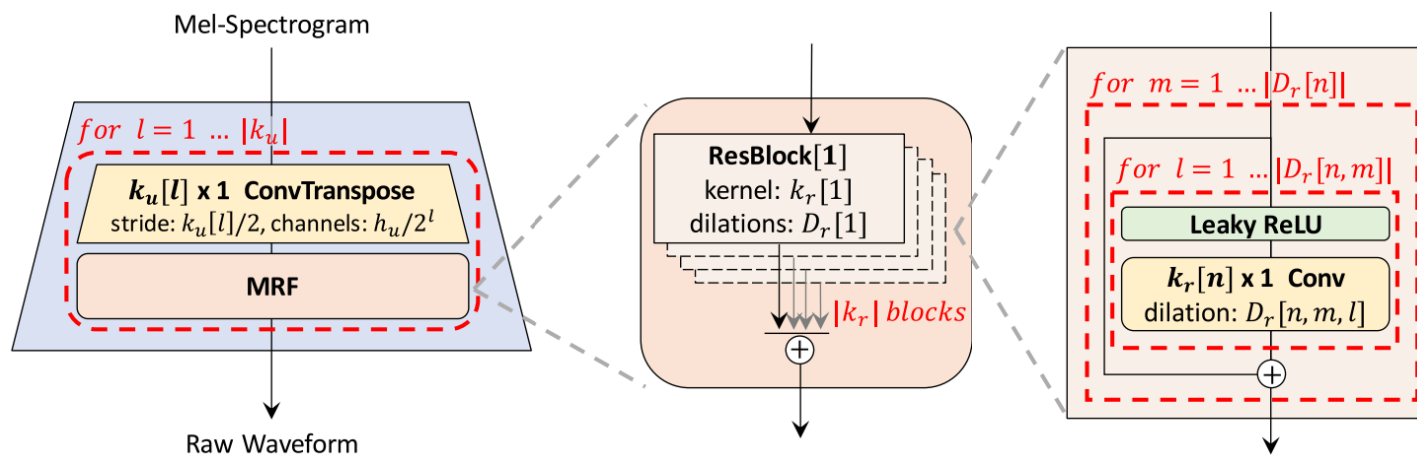 Mel-Spectrogram
for l = 1 … |k_u|
k_u[l] x 1 ConvTranspose
stride: k_u[l]/2, channels: h_u/2^l
MRF
Raw Waveform
ResBlock[1]
kernel: k_r[1]
dilations: D_r[1]
|k_r| blocks
+
for m = 1 … |D_r[n]|
for l = 1 … |D_r[n, m]|
Leaky ReLU
k_r[n] x 1 Conv
dilation: D_r[n, m, l]
+